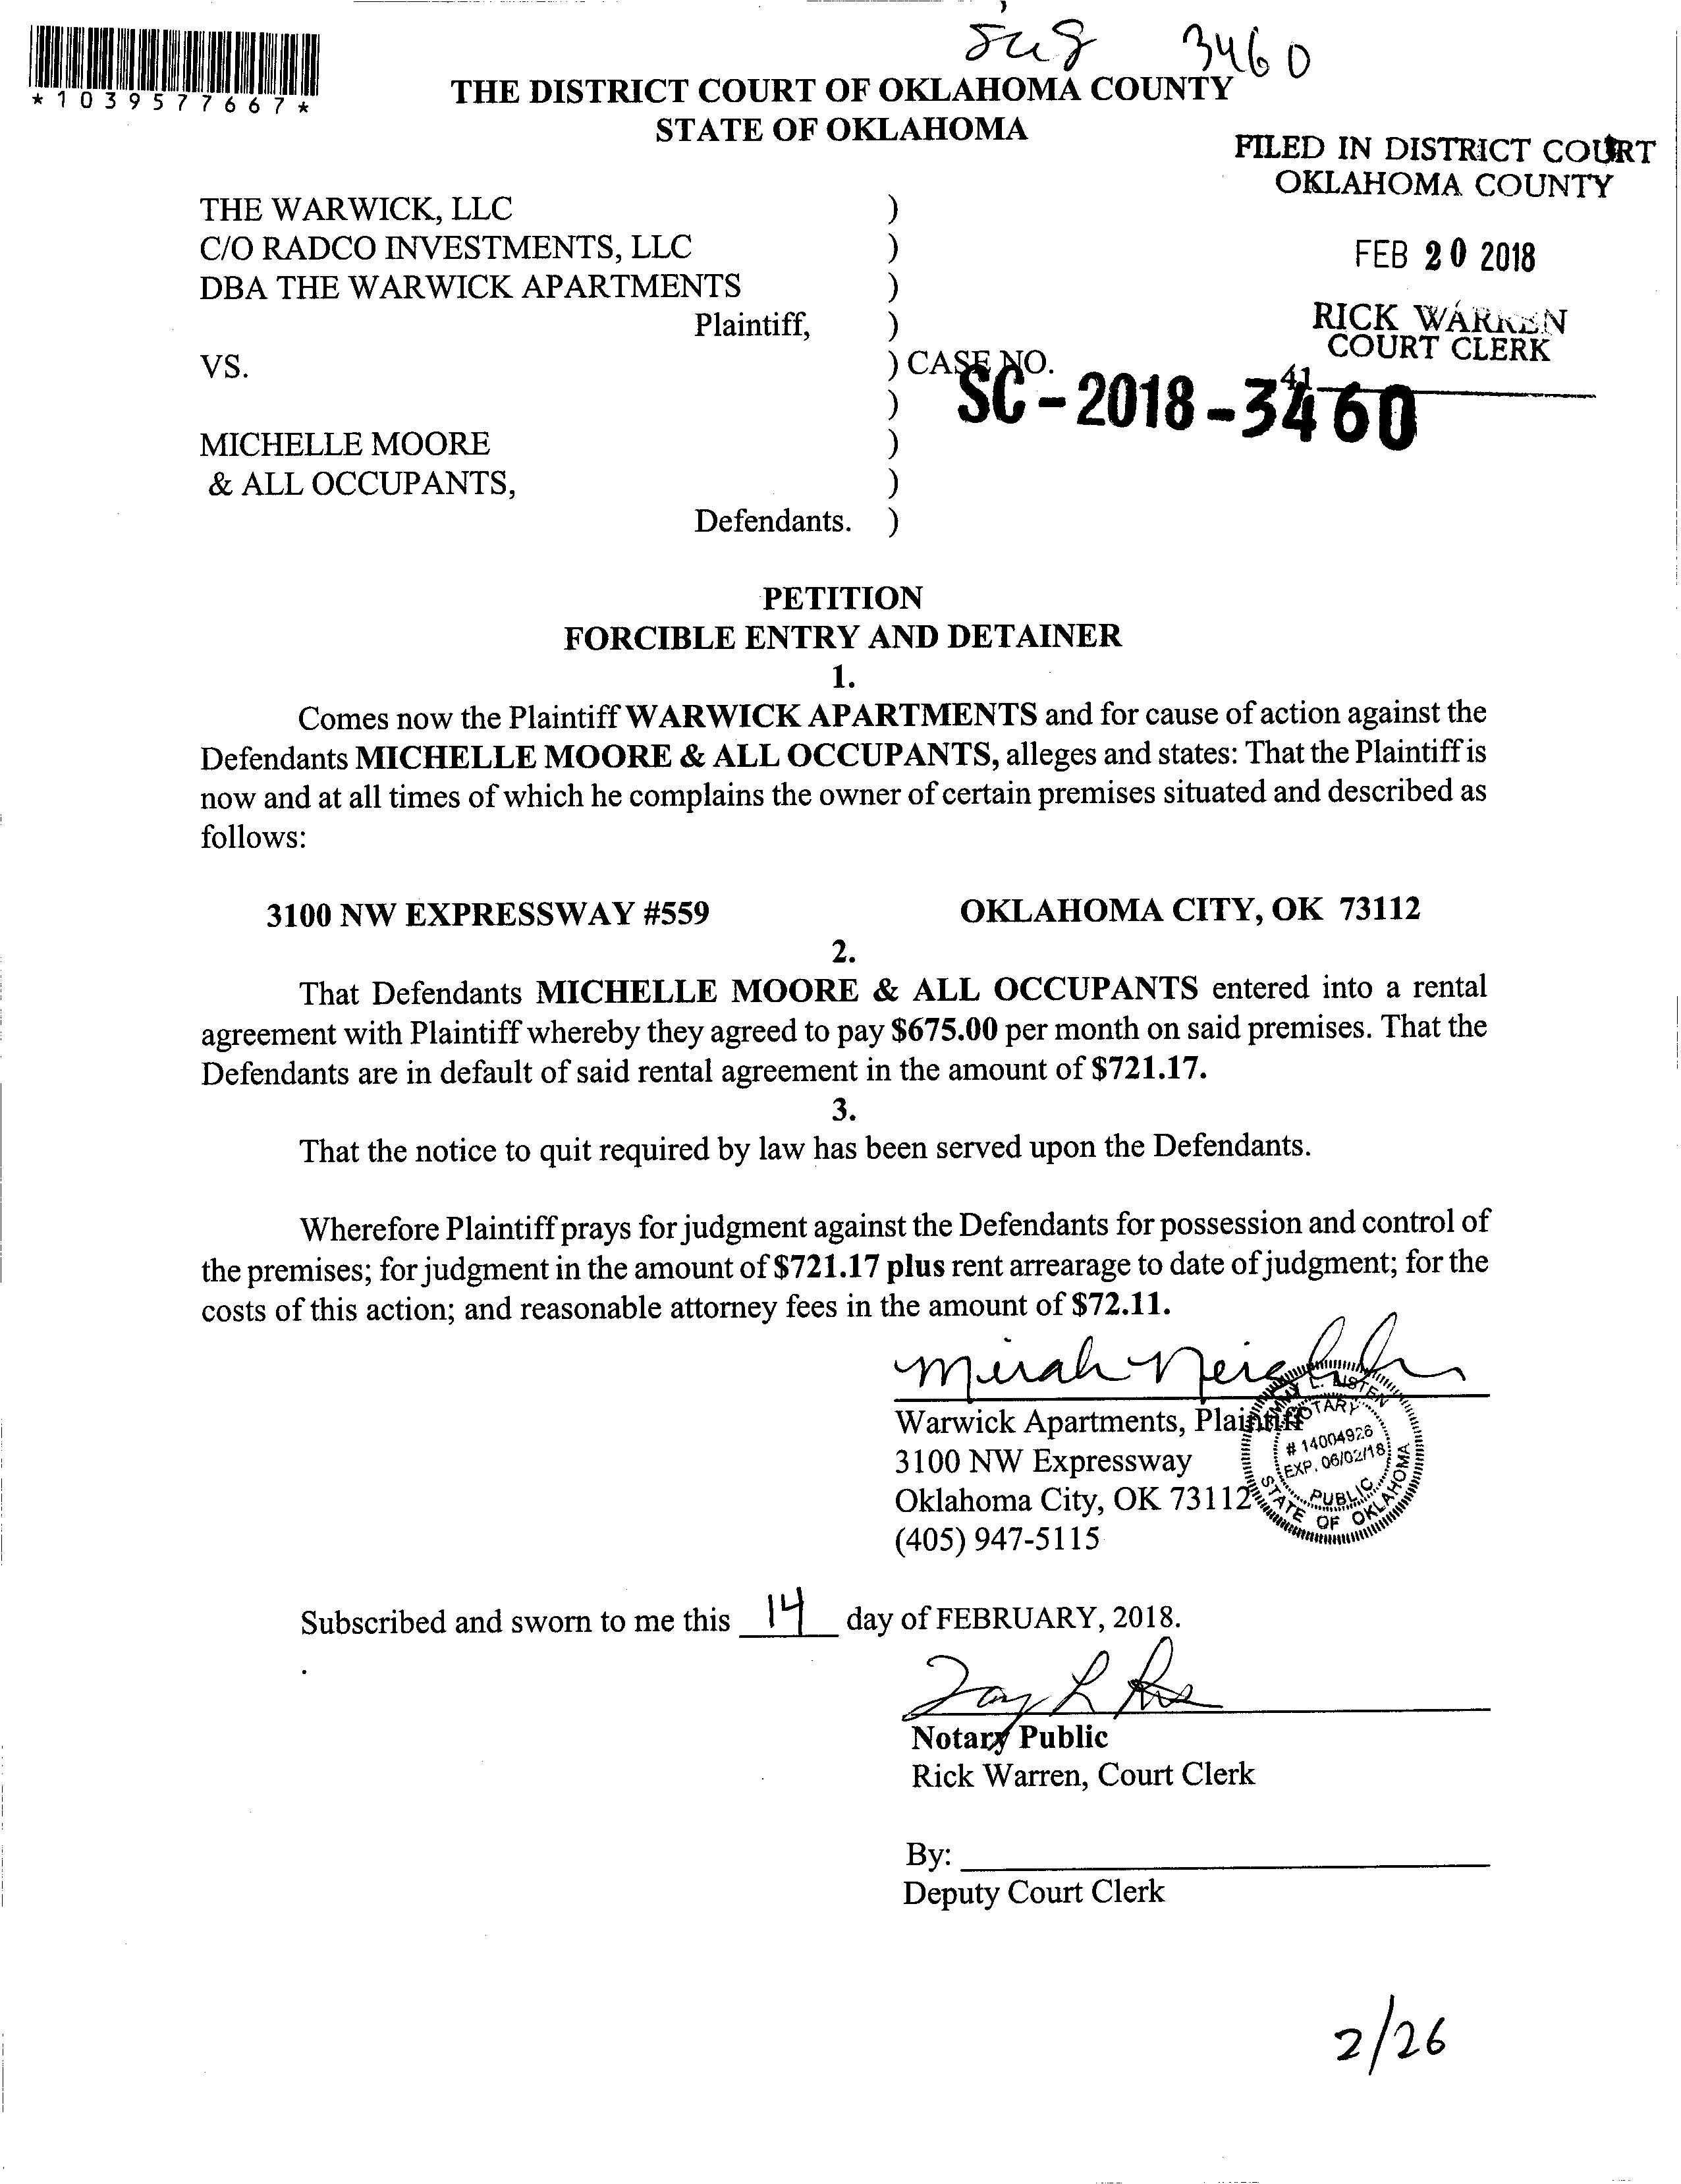 3460
*1039577667*
THE DISTRICT COURT OF OKLAHOMA COUNTY
STATE OF OKLAHOMA
FILED IN DISTRICT COURT
OKLAHOMA COUNTY
FEB 20 2018
RICK WARREN
COURT CLERK
41
THE WARWICK, LLC )
C/O RADCO INVESTMENTS, LLC )
DBA THE WARWICK APARTMENTS )
Plaintiff, )
VS. ) CASE NO.
) SC-2018-3460
MICHELLE MOORE )
& ALL OCCUPANTS, )
Defendants. )
PETITION
FORCIBLE ENTRY AND DETAINER
1.
Comes now the Plaintiff WARWICK APARTMENTS and for cause of action against the
Defendants MICHELLE MOORE & ALL OCCUPANTS, alleges and states: That the Plaintiff is
now and at all times of which he complains the owner of certain premises situated and described as
follows:
3100 NW EXPRESSWAY #559 OKLAHOMA CITY, OK 73112
2.
That Defendants MICHELLE MOORE & ALL OCCUPANTS entered into a rental
agreement with Plaintiff whereby they agreed to pay $675.00 per month on said premises. That the
Defendants are in default of said rental agreement in the amount of $721.17.
3.
That the notice to quit required by law has been served upon the Defendants.
Wherefore Plaintiff prays for judgment against the Defendants for possession and control of
the premises; for judgment in the amount of $721.17 plus rent arrearage to date of judgment; for the
costs of this action; and reasonable attorney fees in the amount of $72.11.
Warwick Apartments, Plaintiff
3100 NW Expressway
Oklahoma City, OK 73112
(405) 947-5115
L. LISTEN
NOTARY
# 14004926
EXP. 06/02/18
PUBLIC
STATE OF OKLAHOMA
Subscribed and sworn to me this 14 day of FEBRUARY, 2018.
Notary Public
Rick Warren, Court Clerk
By:
Deputy Court Clerk
2/26